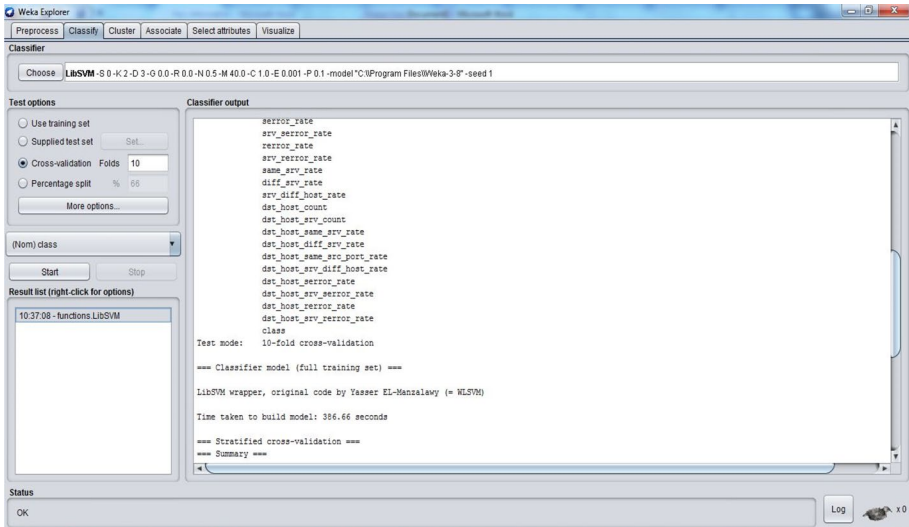 Weka Explorer
Preprocess Classify Cluster Associate Select attributes Visualize
Classifier
Choose LibSVM -S 0 -K 2 -D 3 -G 0.0 -R 0.0 -N 0.5 -M 40.0 -C 1.0 -E 0.001 -P 0.1 -model "C:\\Program Files\\Weka-3-8" -seed 1
Test options
Use training set
Supplied test set Set...
Cross-validation Folds 10
Percentage split % 66
More options...
(Nom) class
Start Stop
Result list (right-click for options)
10:37:08 - functions.LibSVM
Classifier output
serror_rate
srv_serror_rate
rerror_rate
srv_rerror_rate
same_srv_rate
diff_srv_rate
srv_diff_host_rate
dst_host_count
dst_host_srv_count
dst_host_same_srv_rate
dst_host_diff_srv_rate
dst_host_same_src_port_rate
dst_host_srv_diff_host_rate
dst_host_serror_rate
dst_host_srv_serror_rate
dst_host_rerror_rate
dst_host_srv_rerror_rate
class
Test mode: 10-fold cross-validation
=== Classifier model (full training set) ===
LibSVM wrapper, original code by Yasser EL-Manzalawy (= WLSVM)
Time taken to build model: 386.66 seconds
=== Stratified cross-validation ===
=== Summary ===
Status
OK
Log
x 0